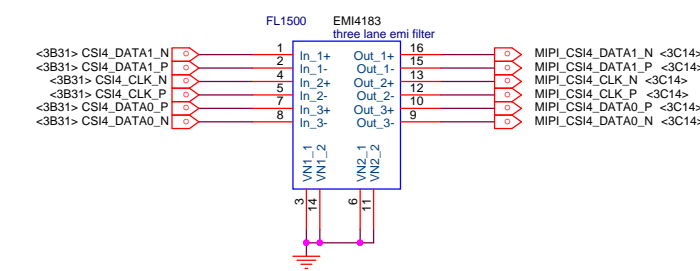 FL1500 EMI4183
three lane emi filter
<3B31> CSI4_DATA1_N 1 In_1+ Out_1+ 16 MIPI_CSI4_DATA1_N <3C14>
<3B31> CSI4_DATA1_P 2 In_1- Out_1- 15 MIPI_CSI4_DATA1_P <3C14>
<3B31> CSI4_CLK_N 4 In_2+ Out_2+ 13 MIPI_CSI4_CLK_N <3C14>
<3B31> CSI4_CLK_P 5 In_2- Out_2- 12 MIPI_CSI4_CLK_P <3C14>
<3B31> CSI4_DATA0_P 7 In_3+ Out_3+ 10 MIPI_CSI4_DATA0_P <3C14>
<3B31> CSI4_DATA0_N 8 In_3- Out_3- 9 MIPI_CSI4_DATA0_N <3C14>
VN1_1 VN1_2 VN2_1 VN2_2
3 14 6 11